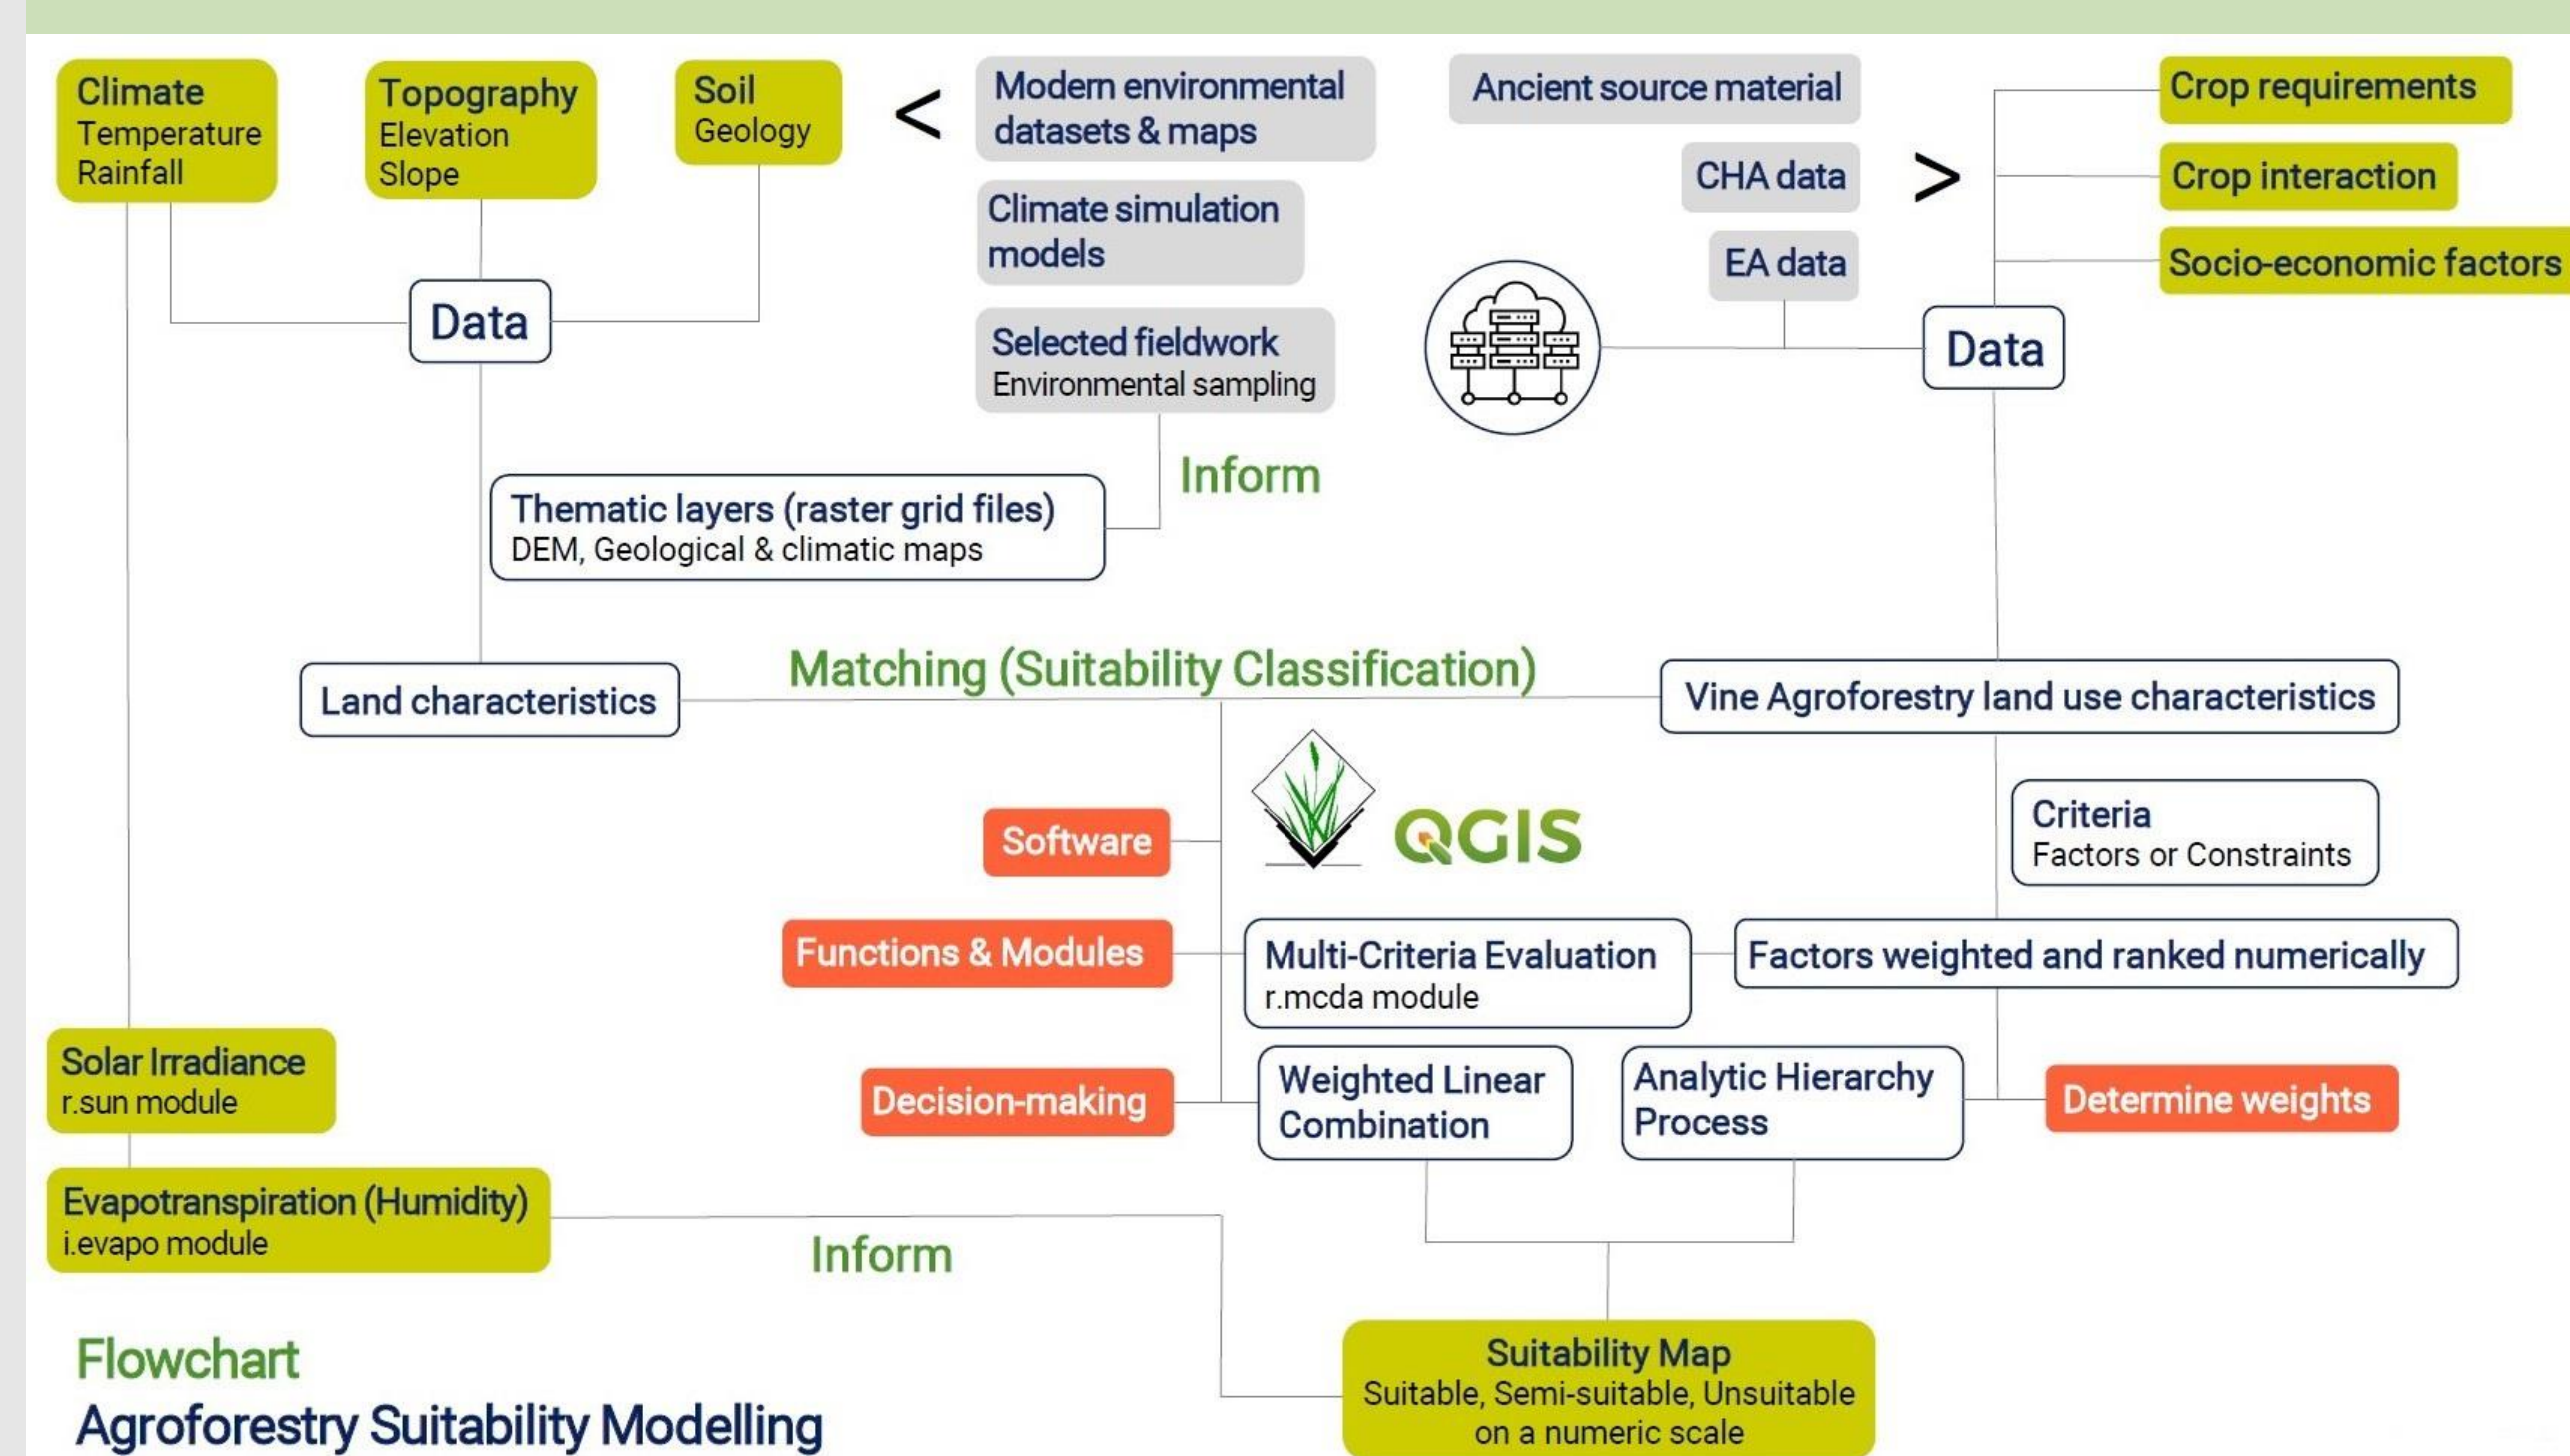 Climate
Temperature
Rainfall
Topography
Elevation
Slope
Soil
Geology
<
Modern environmental
datasets & maps
Climate simulation
models
Selected fieldwork
Environmental sampling
Ancient source material
CHA data
EA data
>
Crop requirements
Crop interaction
Socio-economic factors
Data
Data
Inform
Thematic layers (raster grid files)
DEM, Geological & climatic maps
Land characteristics
Matching (Suitability Classification)
Vine Agroforestry land use characteristics
Software
QGIS
Criteria
Factors or Constraints
Functions & Modules
Multi-Criteria Evaluation
r.mcda module
Factors weighted and ranked numerically
Solar Irradiance
r.sun module
Decision-making
Weighted Linear
Combination
Analytic Hierarchy
Process
Determine weights
Evapotranspiration (Humidity)
i.evapo module
Inform
Suitability Map
Suitable, Semi-suitable, Unsuitable
on a numeric scale
Flowchart
Agroforestry Suitability Modelling